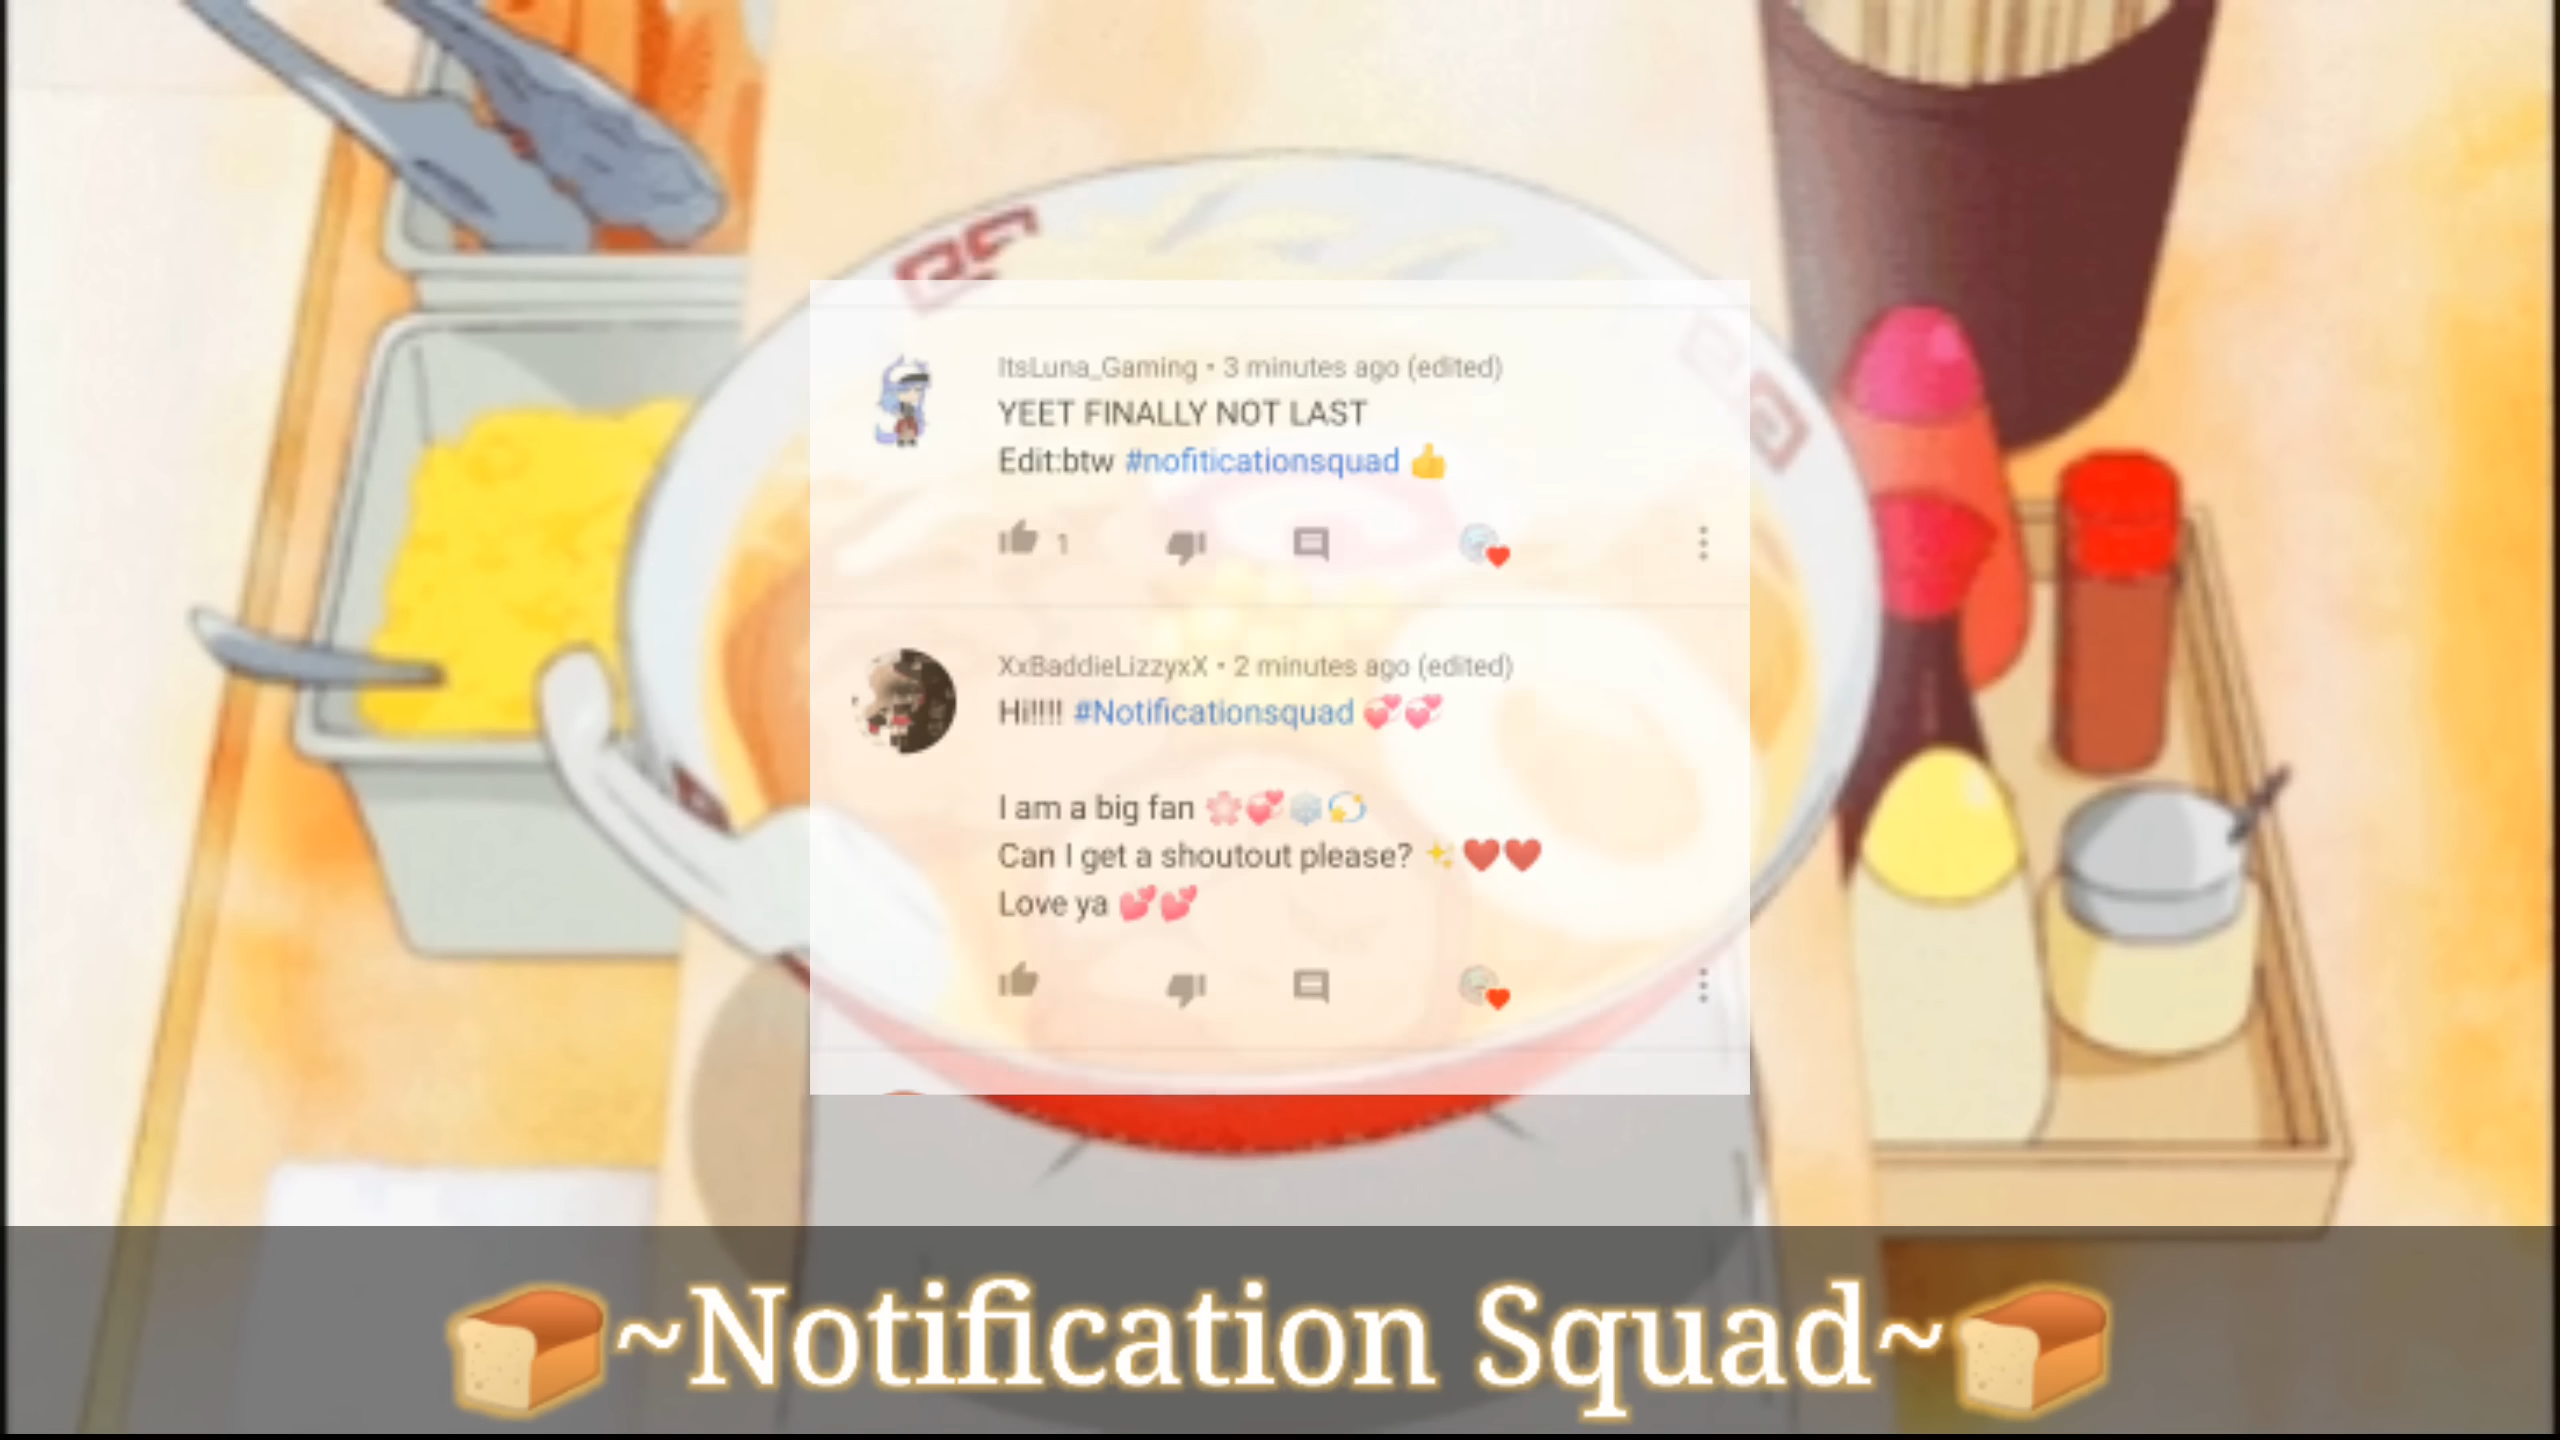 ItsLuna_Gaming • 3 minutes ago (edited)
YEET FINALLY NOT LAST
Edit:btw #nofiticationsquad 👍
1
XxBaddieLizzyxX • 2 minutes ago (edited)
Hi!!!! #Notificationsquad 💞💞
I am a big fan 🌸💞❄️💫
Can I get a shoutout please? ✨❤️❤️
Love ya 💕💕
🍞~Notification Squad~🍞